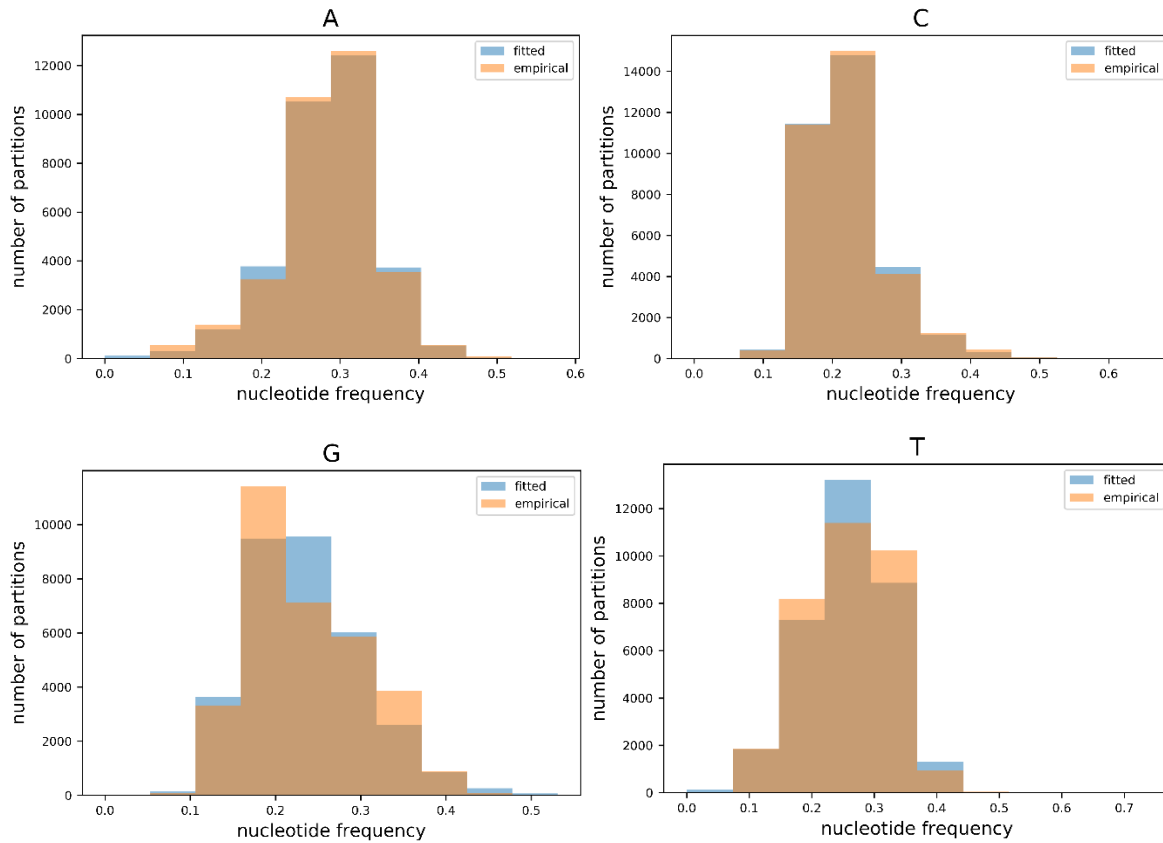 A
fitted
empirical
number of partitions
12000
10000
8000
6000
4000
2000
0
0.0 0.1 0.2 0.3 0.4 0.5 0.6
nucleotide frequency
C
fitted
empirical
number of partitions
14000
12000
10000
8000
6000
4000
2000
0
0.0 0.1 0.2 0.3 0.4 0.5 0.6
nucleotide frequency
G
fitted
empirical
number of partitions
10000
8000
6000
4000
2000
0
0.0 0.1 0.2 0.3 0.4 0.5
nucleotide frequency
T
fitted
empirical
number of partitions
12000
10000
8000
6000
4000
2000
0
0.0 0.1 0.2 0.3 0.4 0.5 0.6 0.7
nucleotide frequency